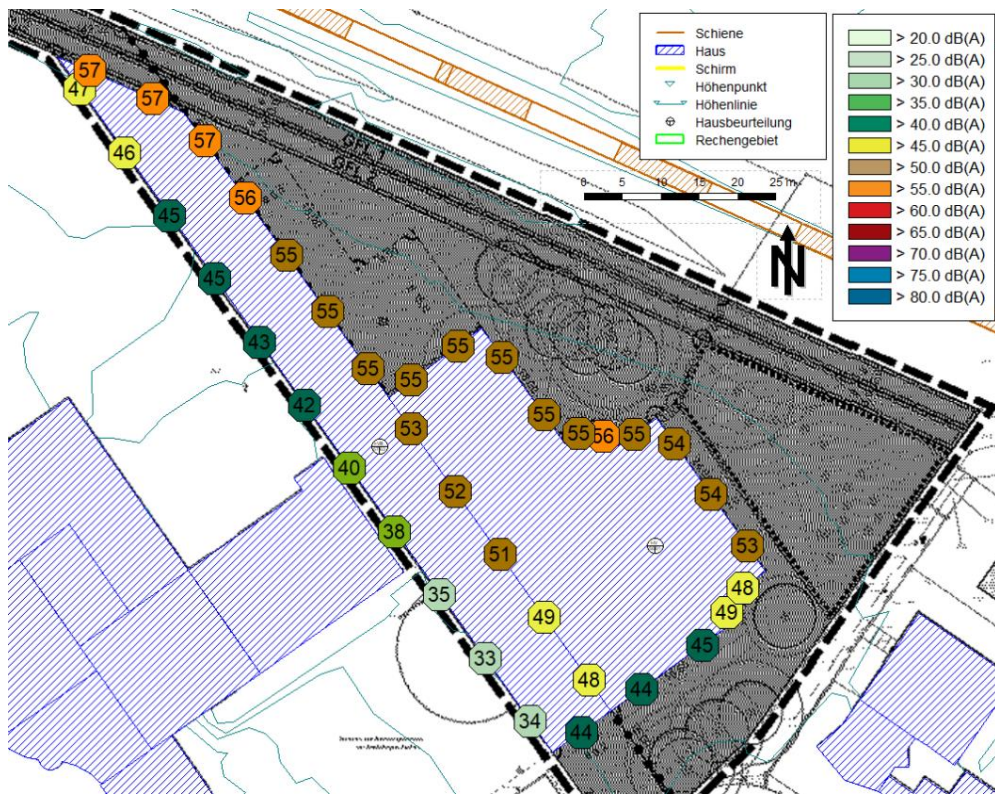 Schiene
Haus
Schirm
Höhenpunkt
Höhenlinie
Hausbeurteilung
Rechengebiet
> 20.0 dB(A)
> 25.0 dB(A)
> 30.0 dB(A)
> 35.0 dB(A)
> 40.0 dB(A)
> 45.0 dB(A)
> 50.0 dB(A)
> 55.0 dB(A)
> 60.0 dB(A)
> 65.0 dB(A)
> 70.0 dB(A)
> 75.0 dB(A)
> 80.0 dB(A)
0 5 10 15 20 25 m
N
57
47
57
57
46
56
45
55
45
55
43
55
55
55
55
42
53
55
55
56
55
54
40
52
54
38
51
53
35
48
49
49
33
45
48
44
34
44